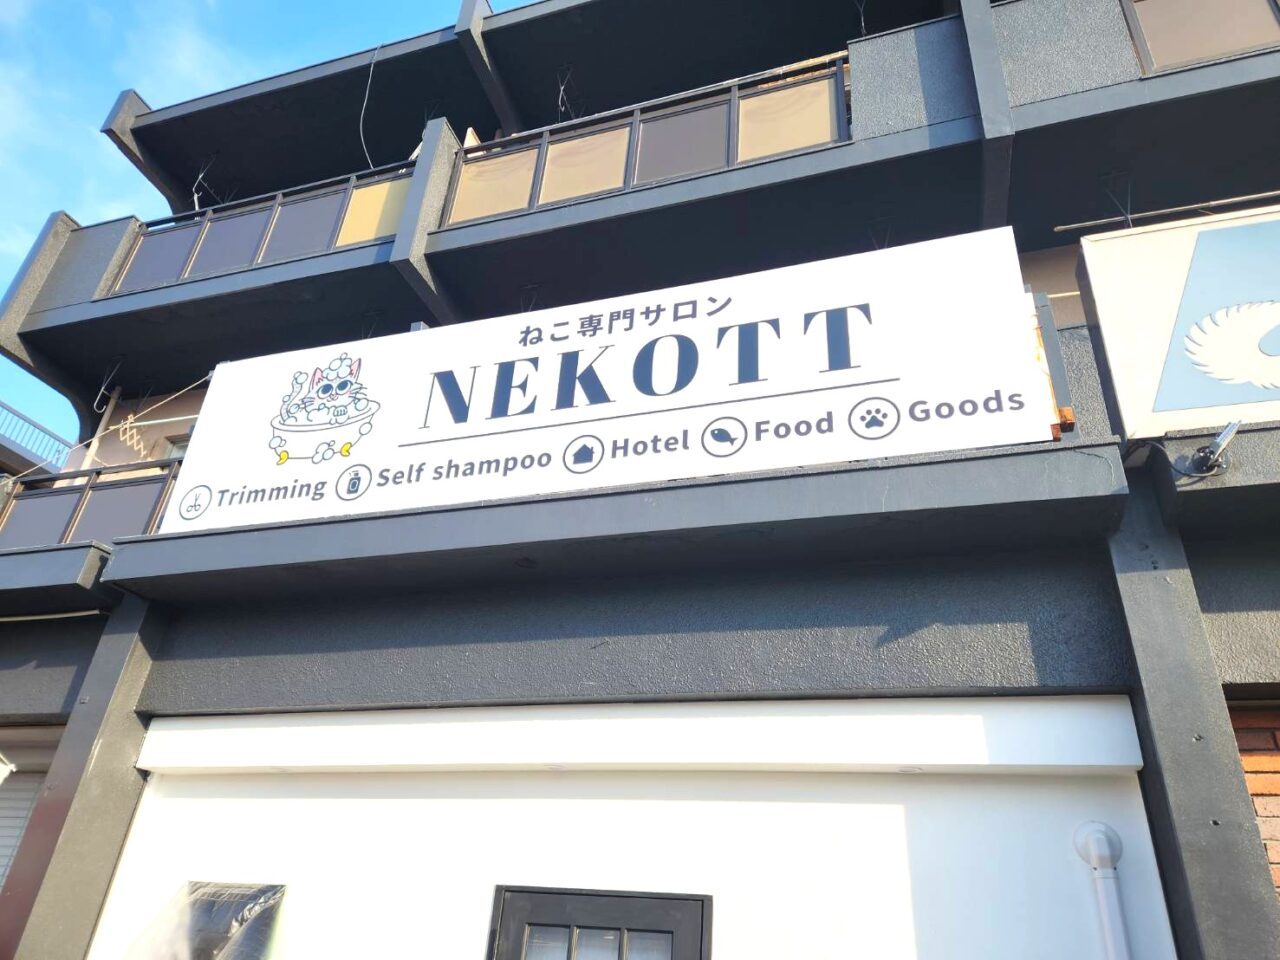 ねこ専門サロン
NEKOTT
Trimming Self shampoo Hotel Food Goods